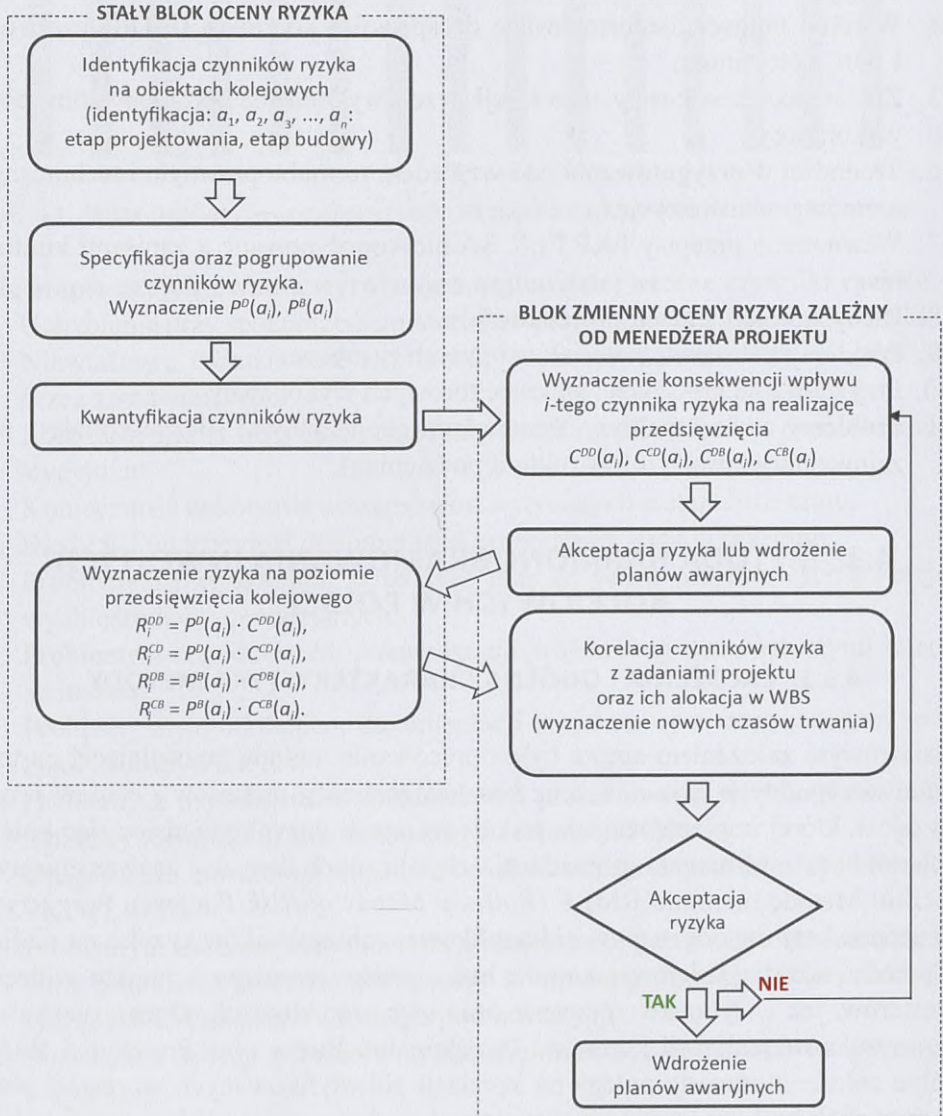 STAŁY BLOK OCENY RYZYKA
Identyfikacja czynników ryzyka
na obiektach kolejowych
(identyfikacja: a₁, a₂, a₃, ..., aₙ:
etap projektowania, etap budowy)
Specyfikacja oraz pogrupowanie
czynników ryzyka.
Wyznaczenie Pᴰ(aᵢ), Pᴮ(aᵢ)
Kwantyfikacja czynników ryzyka
BLOK ZMIENNY OCENY RYZYKA ZALEŻNY
OD MENEDŻERA PROJEKTU
Wyznaczenie konsekwencji wpływu
i-tego czynnika ryzyka na realizajcę
przedsięwzięcia
Cᶜᴰ(aᵢ), Cᶜᴰ(aᵢ), Cᴰᴮ(aᵢ), Cᶜᴮ(aᵢ)
Akceptacja ryzyka lub wdrożenie
planów awaryjnych
Wyznaczenie ryzyka na poziomie
przedsięwzięcia kolejowego
Rᵢᴰᴰ = Pᴰ(aᵢ) · Cᴰᴰ(aᵢ),
Rᵢᶜᴰ = Pᴰ(aᵢ) · Cᶜᴰ(aᵢ),
Rᵢᴰᴮ = Pᴮ(aᵢ) · Cᴰᴮ(aᵢ),
Rᵢᶜᴮ = Pᴮ(aᵢ) · Cᶜᴮ(aᵢ).
Korelacja czynników ryzyka
z zadaniami projektu
oraz ich alokacja w WBS
(wyznaczenie nowych czasów trwania)
Akceptacja
ryzyka
TAK
NIE
Wdrożenie
planów awaryjnych